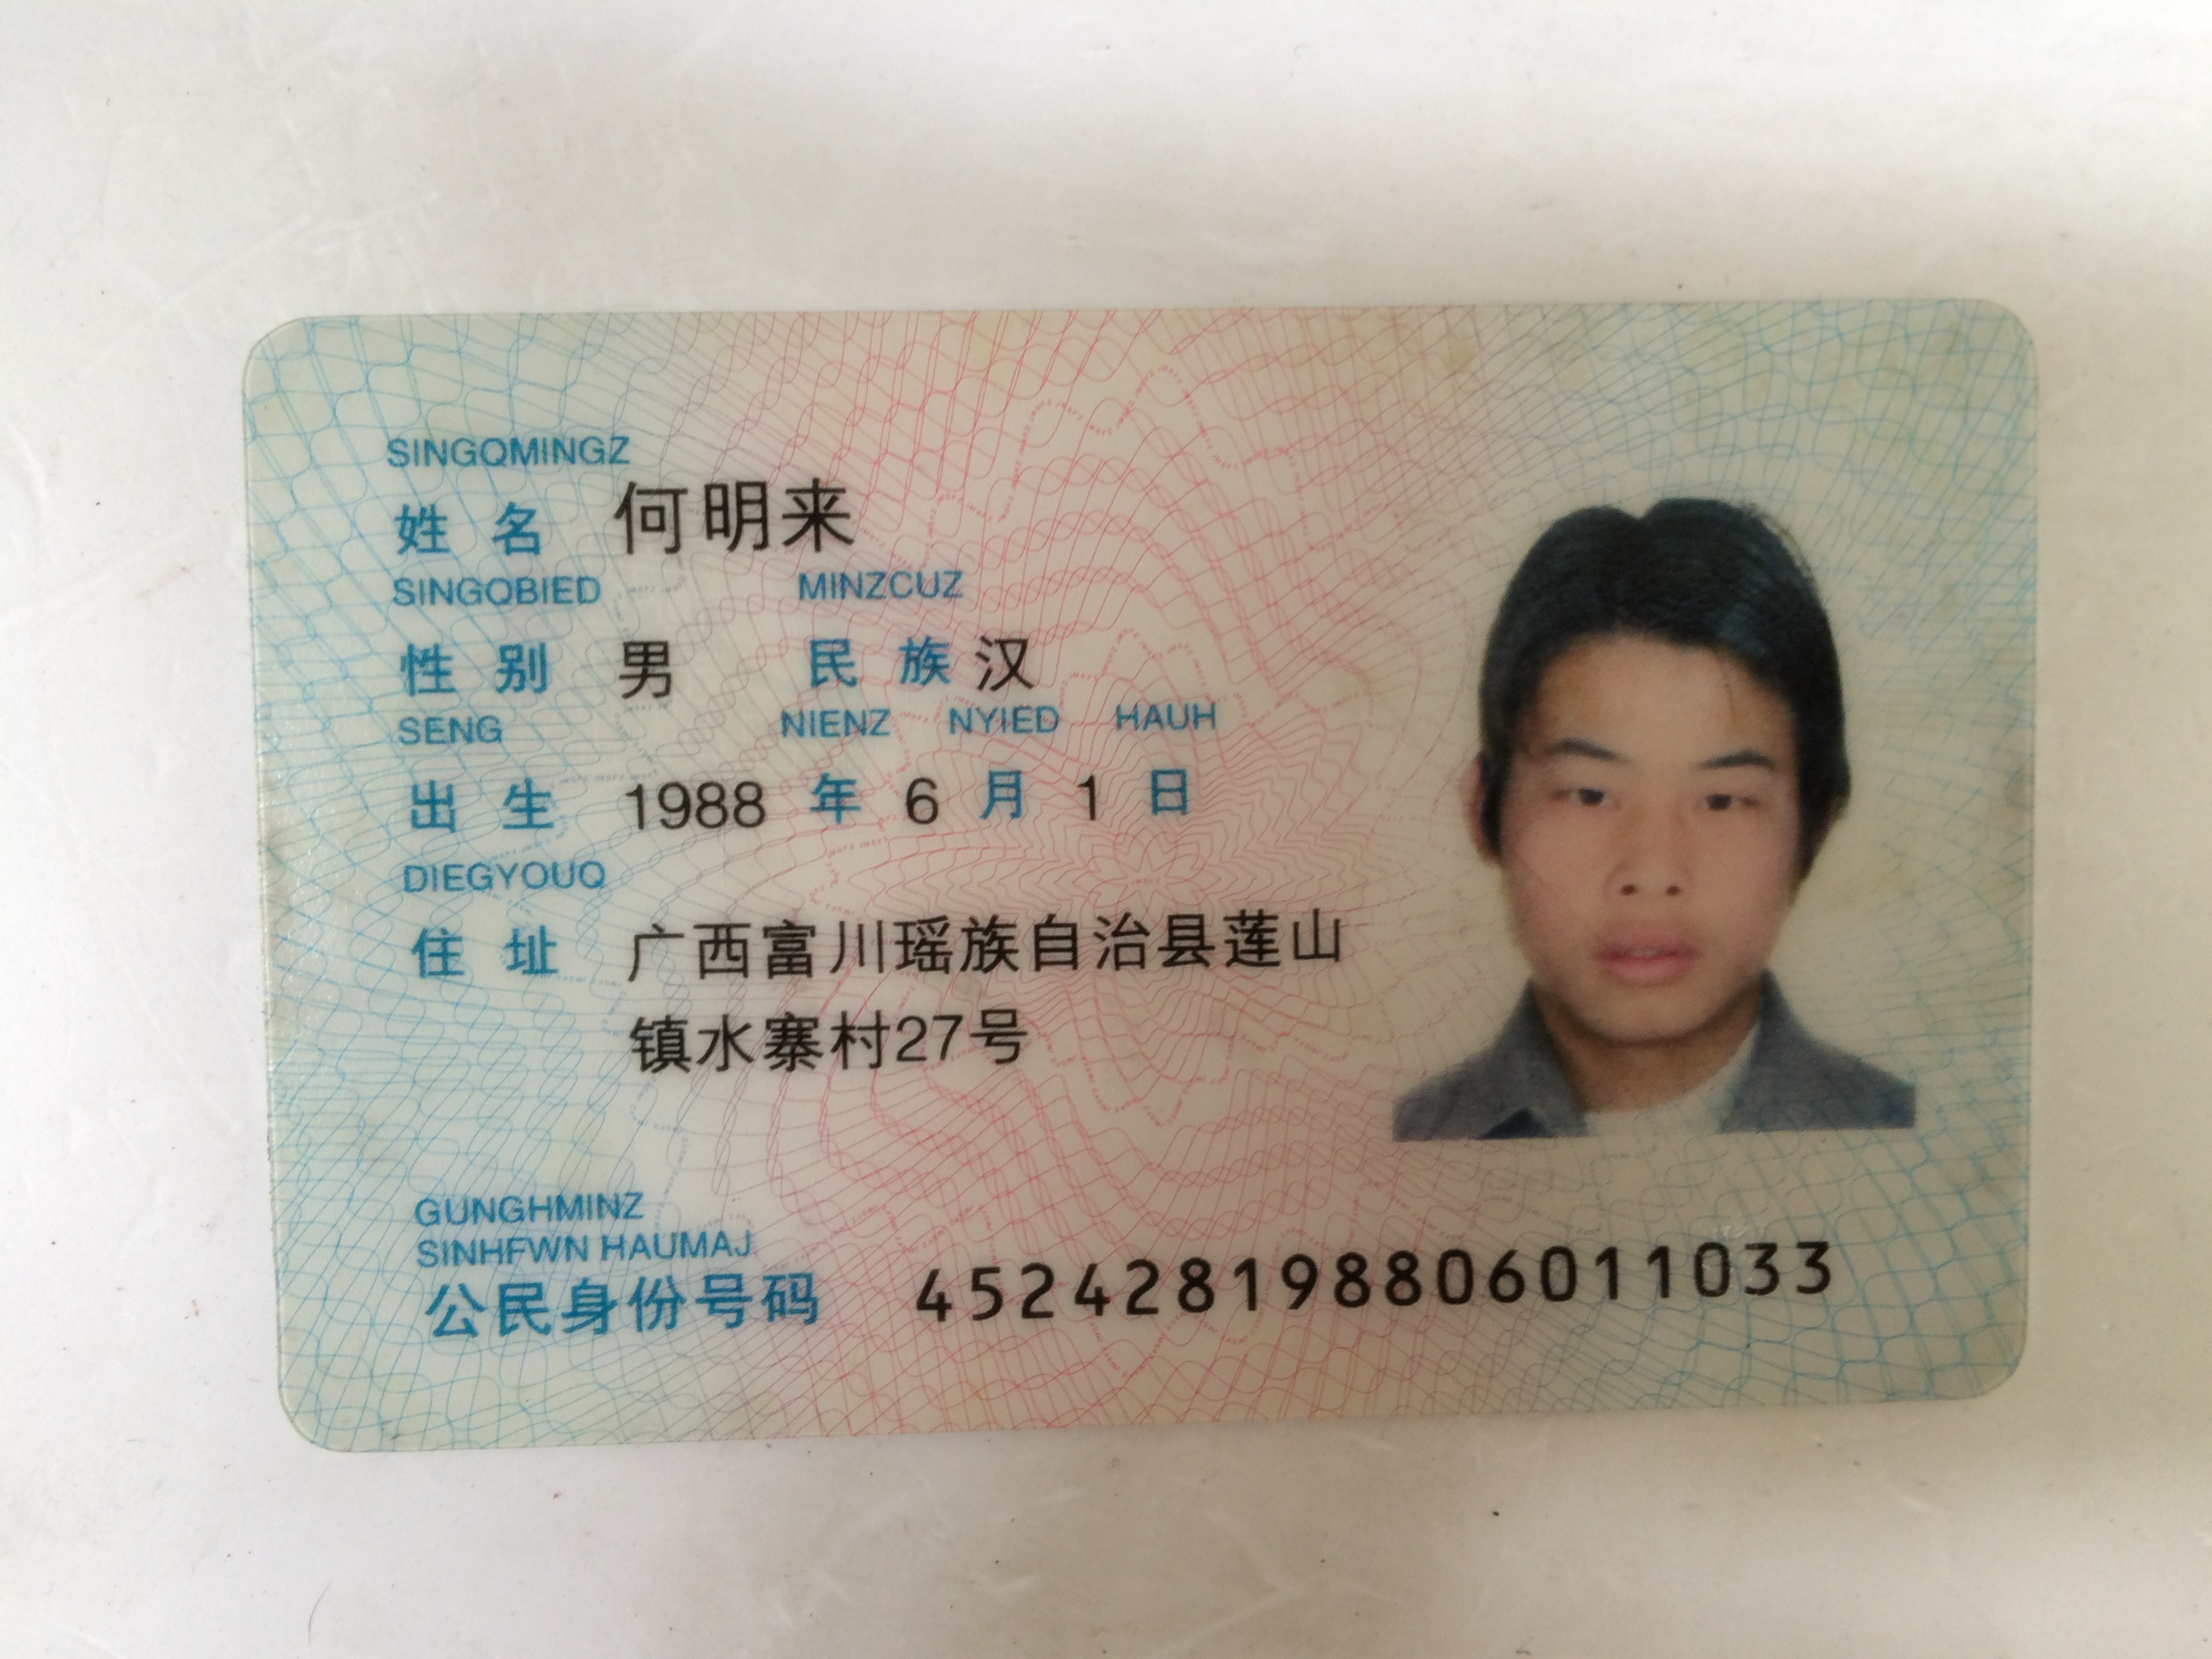 SINGQMINGZ
姓 名 何明来
SINGQBIED MINZCUZ
性 别 男 民 族 汉
SENG NIENZ NYIED HAUH
出 生 1988 年 6 月 1 日
DIEGYOUQ
住 址 广西富川瑶族自治县莲山
镇水寨村27号
GUNGHMINZ
SINHFWN HAUMAJ
公民身份号码 452428198806011033